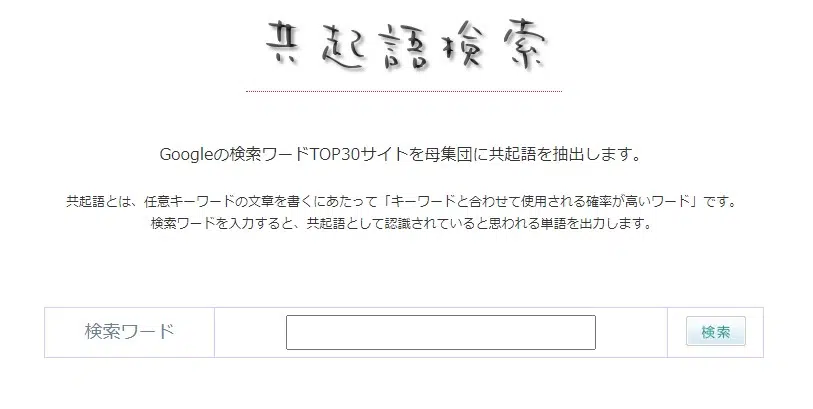 共起語検索
Googleの検索ワードTOP30サイトを母集団に共起語を抽出します。
共起語とは、任意キーワードの文章を書くにあたって「キーワードと合わせて使用される確率が高いワード」です。
検索ワードを入力すると、共起語として認識されていると思われる単語を出力します。
検索ワード 検索